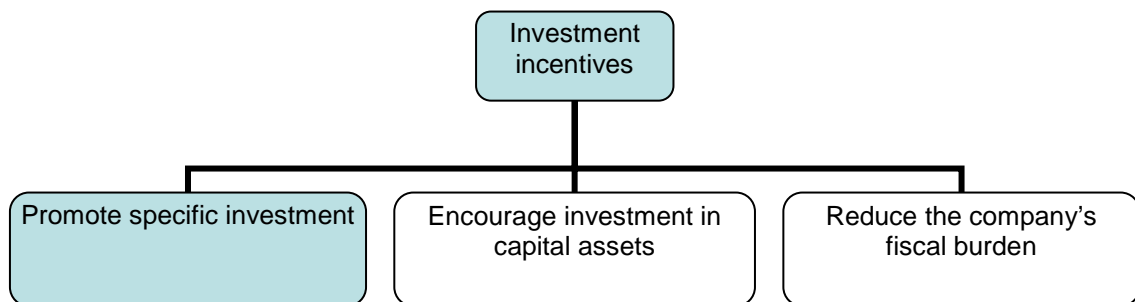 Investment
incentives
Promote specific investment
Encourage investment in
capital assets
Reduce the company’s
fiscal burden